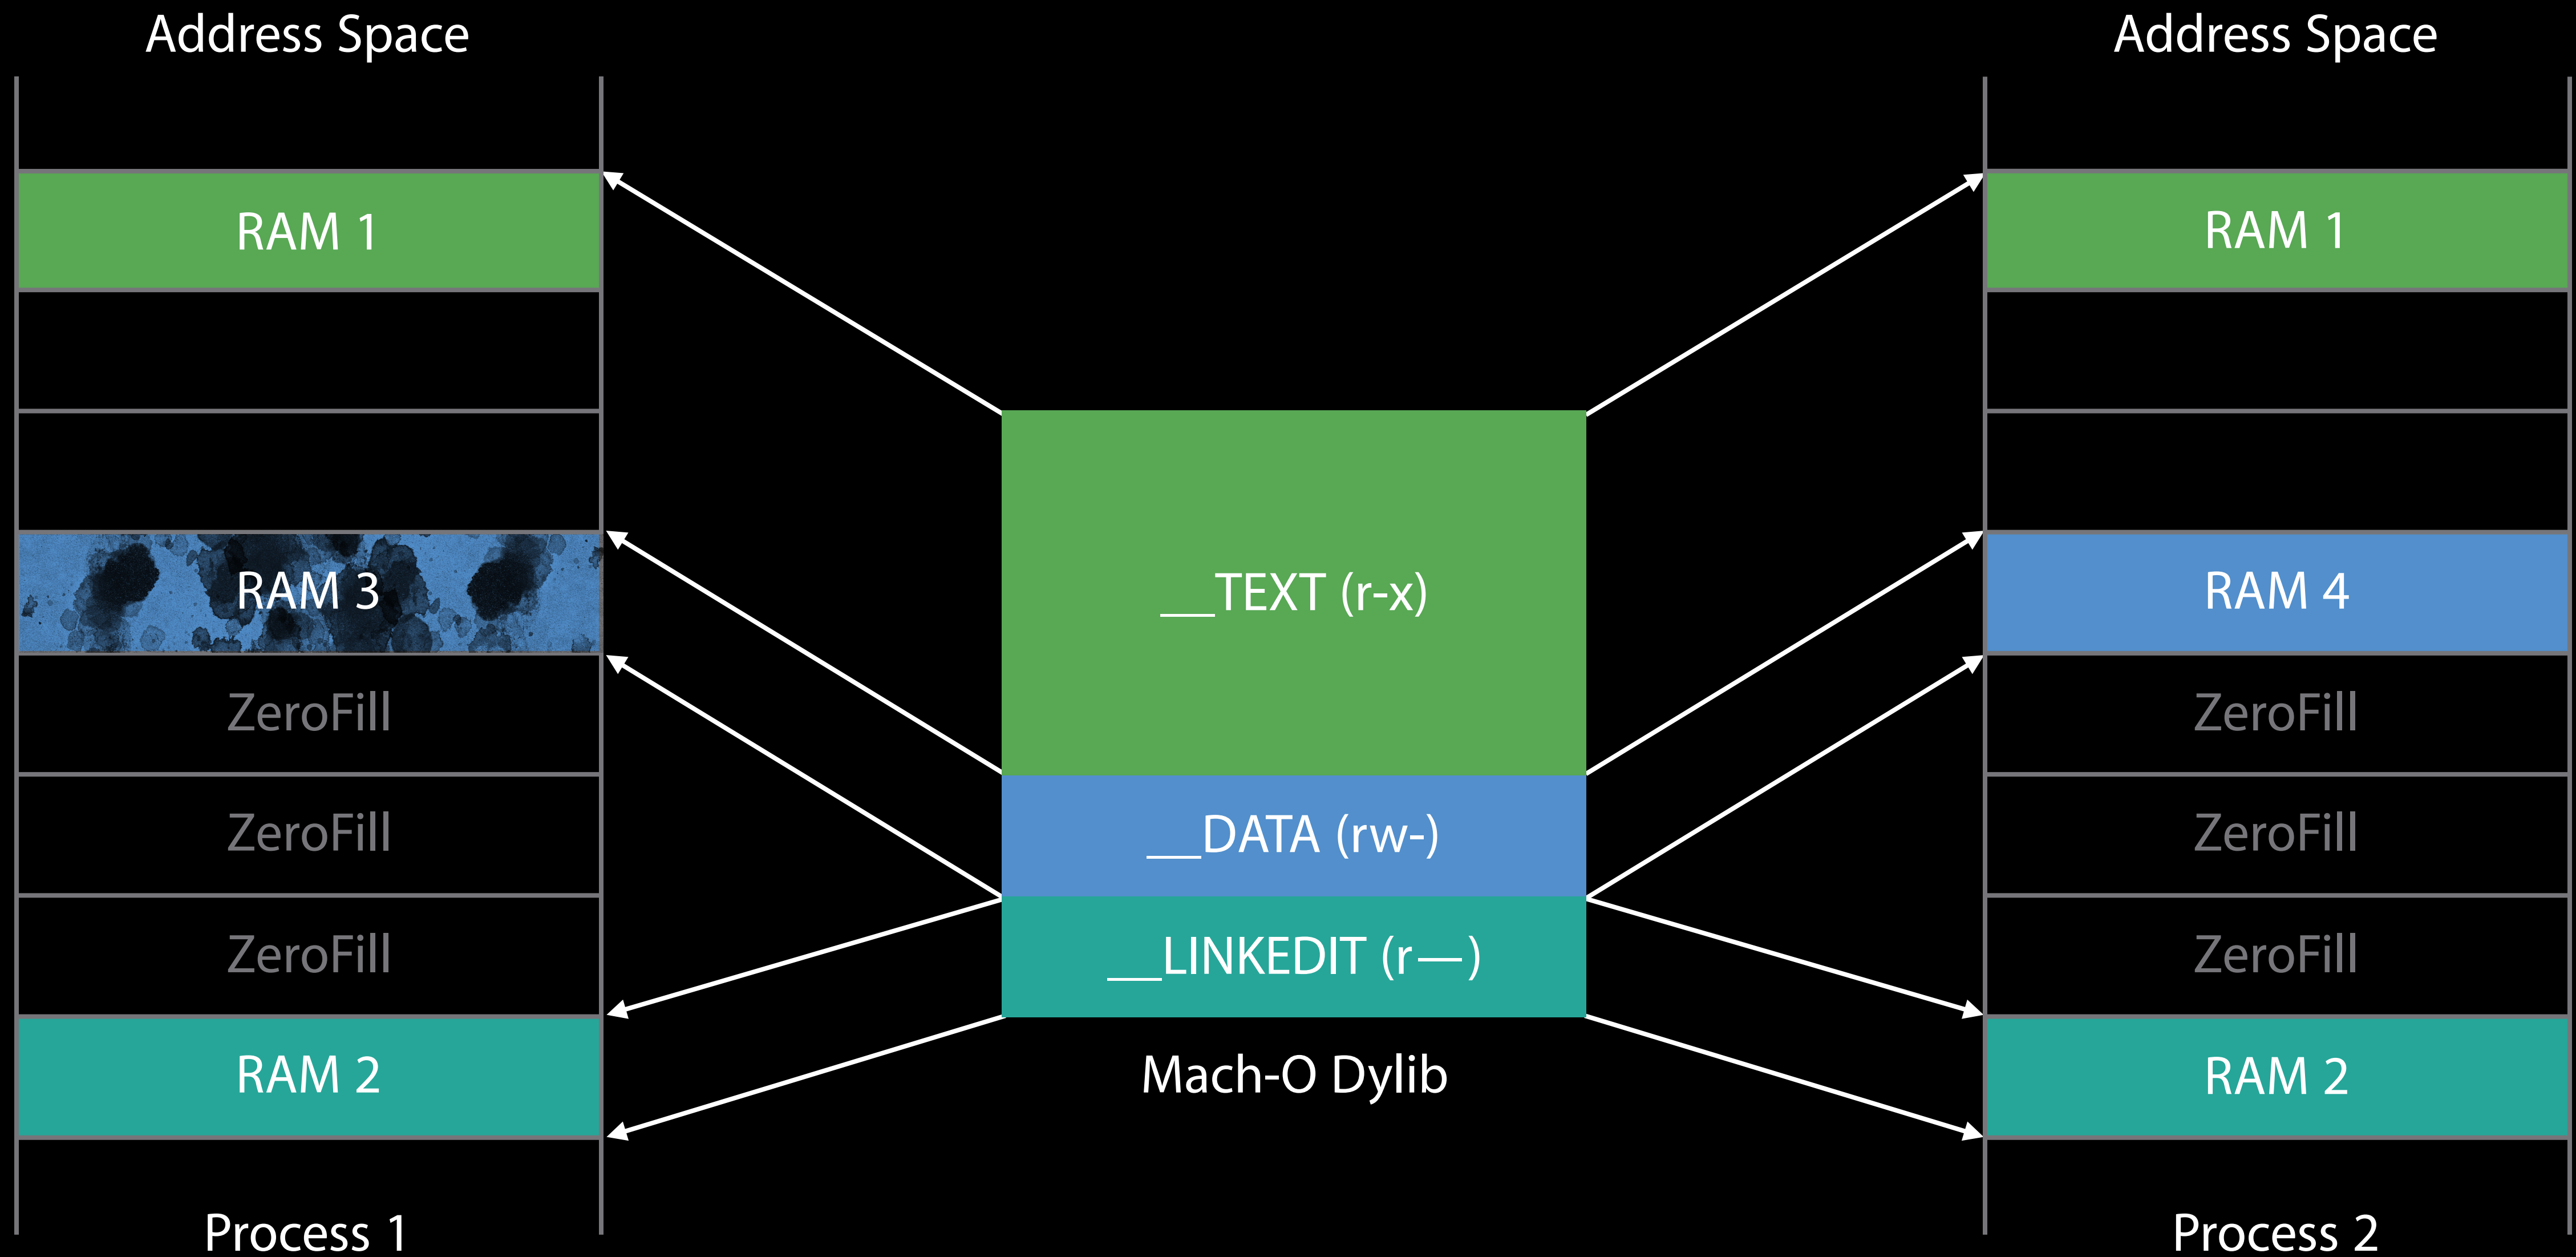 Address Space
RAM 1
RAM 3
ZeroFill
ZeroFill
ZeroFill
RAM 2
Process 1
__TEXT (r-x)
__DATA (rw-)
__LINKEDIT (r—)
Mach-O Dylib
Address Space
RAM 1
RAM 4
ZeroFill
ZeroFill
ZeroFill
RAM 2
Process 2